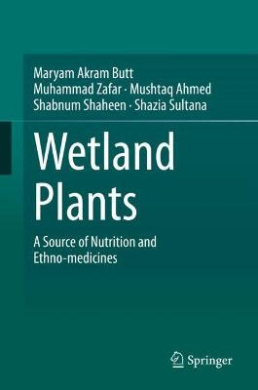 Maryam Akram Butt
Muhammad Zafar · Mushtaq Ahmed
Shabnum Shaheen · Shazia Sultana
Wetland
Plants
A Source of Nutrition and
Ethno-medicines
Springer